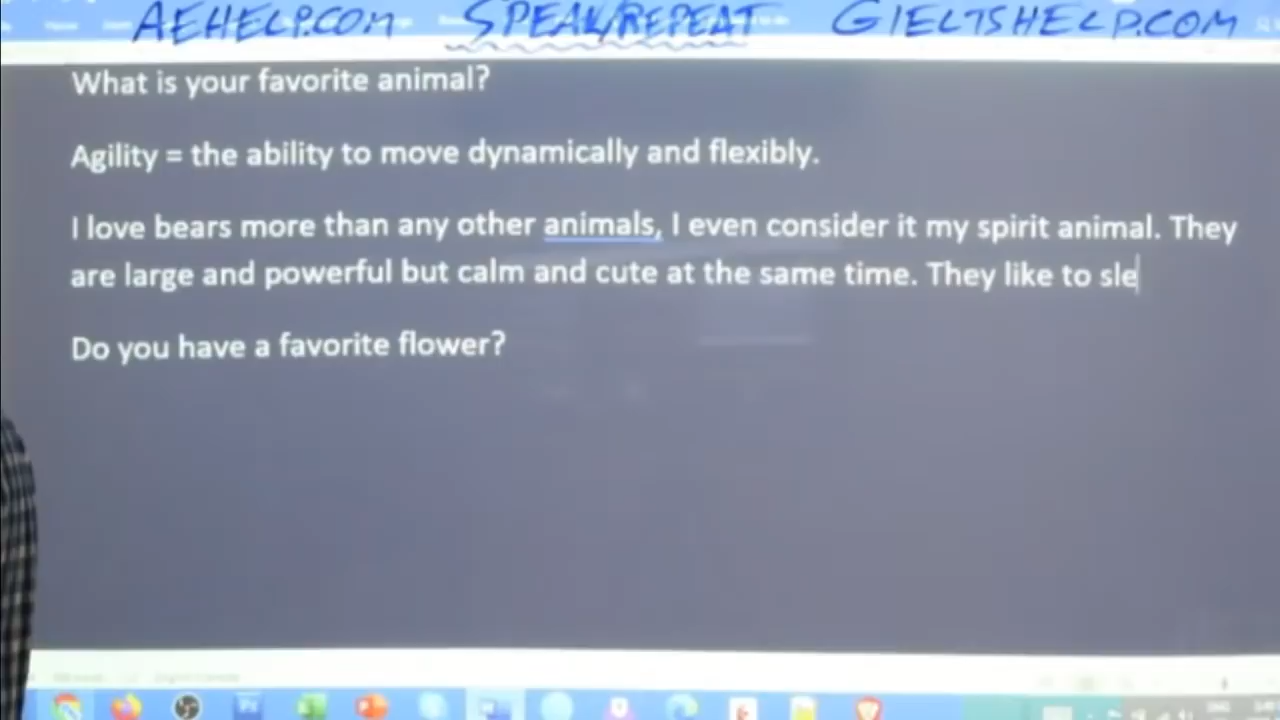 AEHELP.COM SPEAK/REPEAT GIELTSHELP.COM
What is your favorite animal?
Agility = the ability to move dynamically and flexibly.
I love bears more than any other animals, I even consider it my spirit animal. They
are large and powerful but calm and cute at the same time. They like to sle
Do you have a favorite flower?